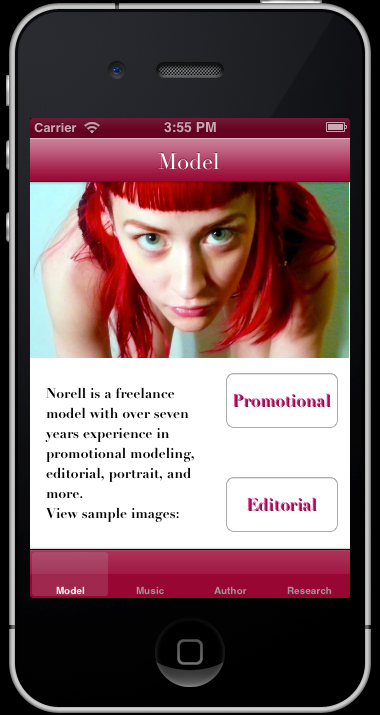 Carrier 3:55 PM
Model
Norell is a freelance
model with over seven
years experience in
promotional modeling,
editorial, portrait, and
more.
View sample images:
Promotional
Editorial
Model Music Author Research